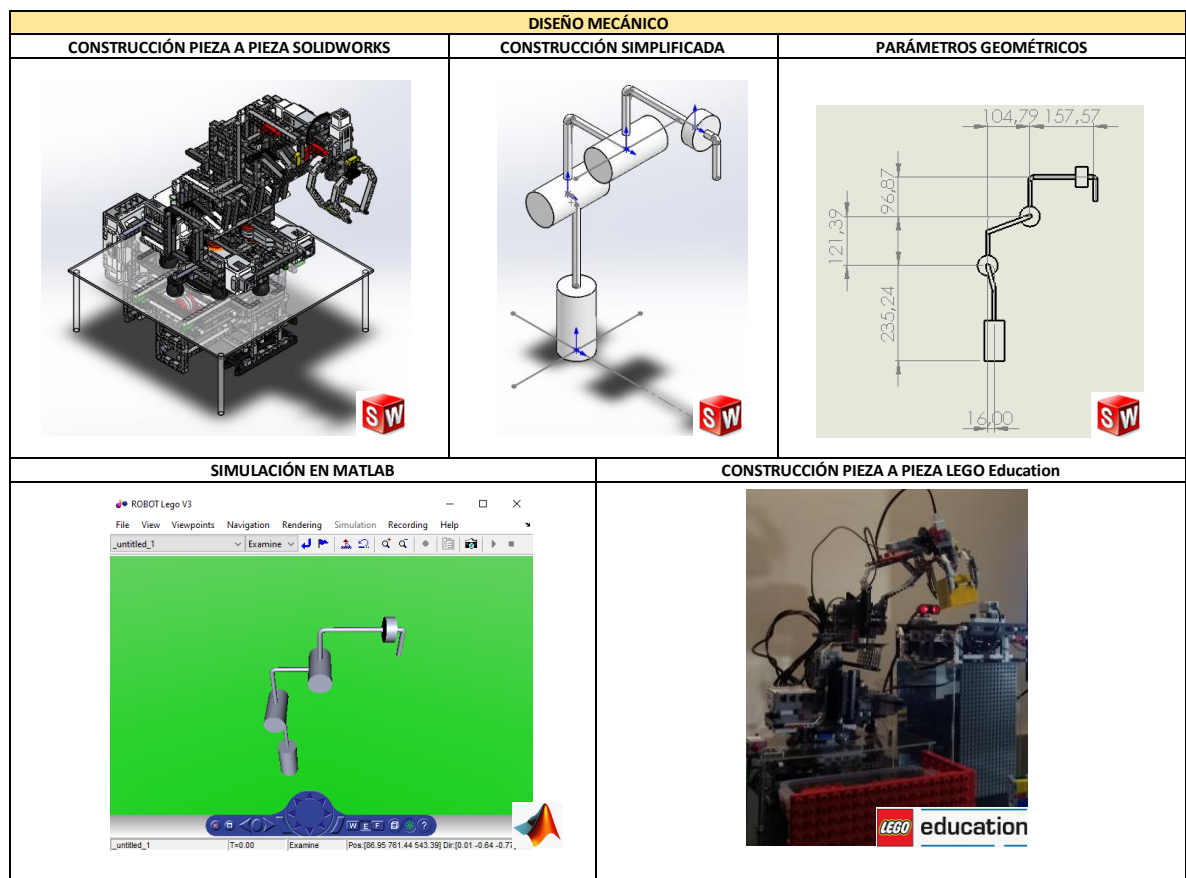 DISEÑO MECÁNICO
CONSTRUCCIÓN PIEZA A PIEZA SOLIDWORKS
CONSTRUCCIÓN SIMPLIFICADA
PARÁMETROS GEOMÉTRICOS
104,79 157,57
96,87
121,39
235,24
16,00
SW
SW
SW
SIMULACIÓN EN MATLAB
CONSTRUCCIÓN PIEZA A PIEZA LEGO Education
ROBOT Lego V3
File View Viewpoints Navigation Rendering Simulation Recording Help
_untitled_1 Examine
W E F ?
_untitled_1 T=0.00 Examine Pos:[86.95 761.44 543.39] Dir:[0.01 -0.64 -0.77
LEGO education